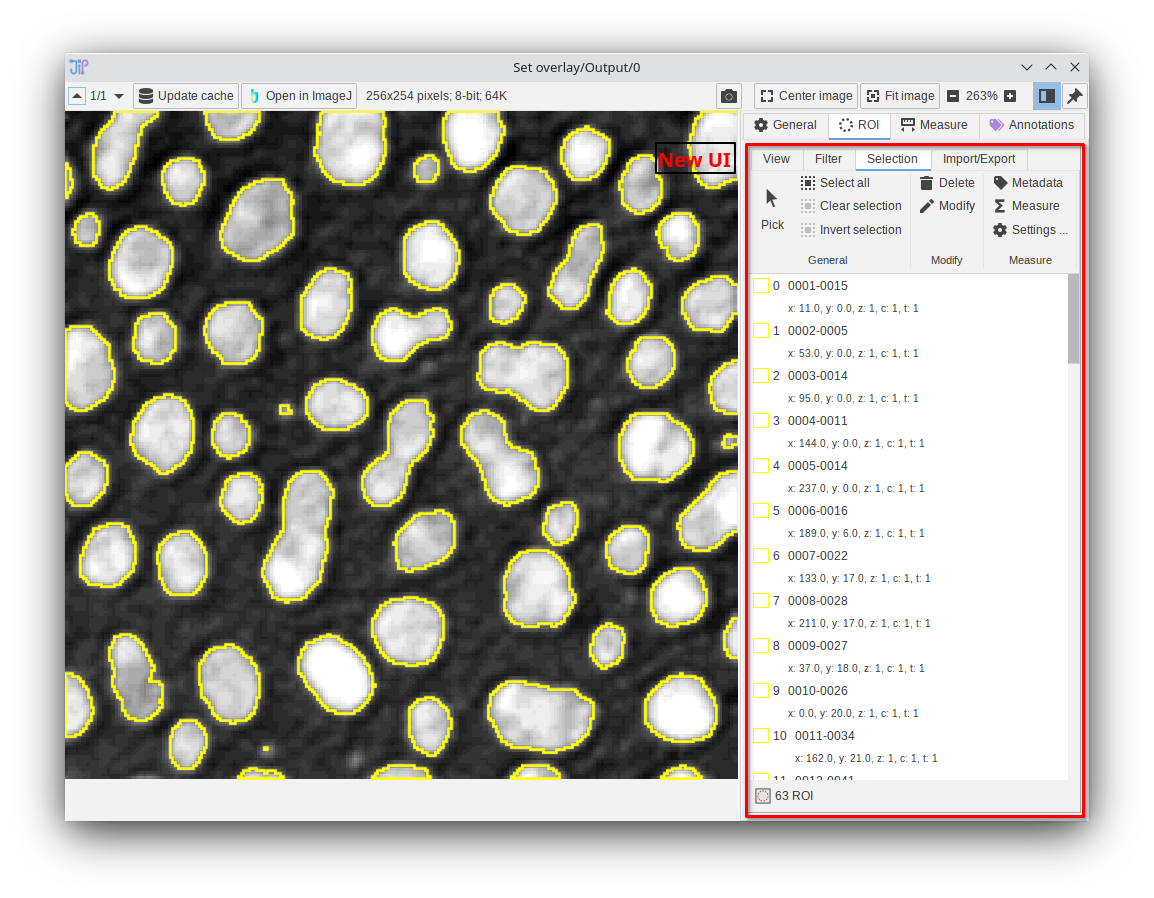 JIP
Set overlay/Output/0
1/1 Update cache Open in ImageJ 256x254 pixels; 8-bit; 64K Center image Fit image 263%
General ROI Measure Annotations
New UI
View Filter Selection Import/Export
Pick
Select all
Clear selection
Invert selection
General
Delete
Modify
Modify
Metadata
Measure
Settings ...
Measure
0 0001-0015
x: 11.0, y: 0.0, z: 1, c: 1, t: 1
1 0002-0005
x: 53.0, y: 0.0, z: 1, c: 1, t: 1
2 0003-0014
x: 95.0, y: 0.0, z: 1, c: 1, t: 1
3 0004-0011
x: 144.0, y: 0.0, z: 1, c: 1, t: 1
4 0005-0014
x: 237.0, y: 0.0, z: 1, c: 1, t: 1
5 0006-0016
x: 189.0, y: 6.0, z: 1, c: 1, t: 1
6 0007-0022
x: 133.0, y: 17.0, z: 1, c: 1, t: 1
7 0008-0028
x: 211.0, y: 17.0, z: 1, c: 1, t: 1
8 0009-0027
x: 37.0, y: 18.0, z: 1, c: 1, t: 1
9 0010-0026
x: 0.0, y: 20.0, z: 1, c: 1, t: 1
10 0011-0034
x: 162.0, y: 21.0, z: 1, c: 1, t: 1
63 ROI